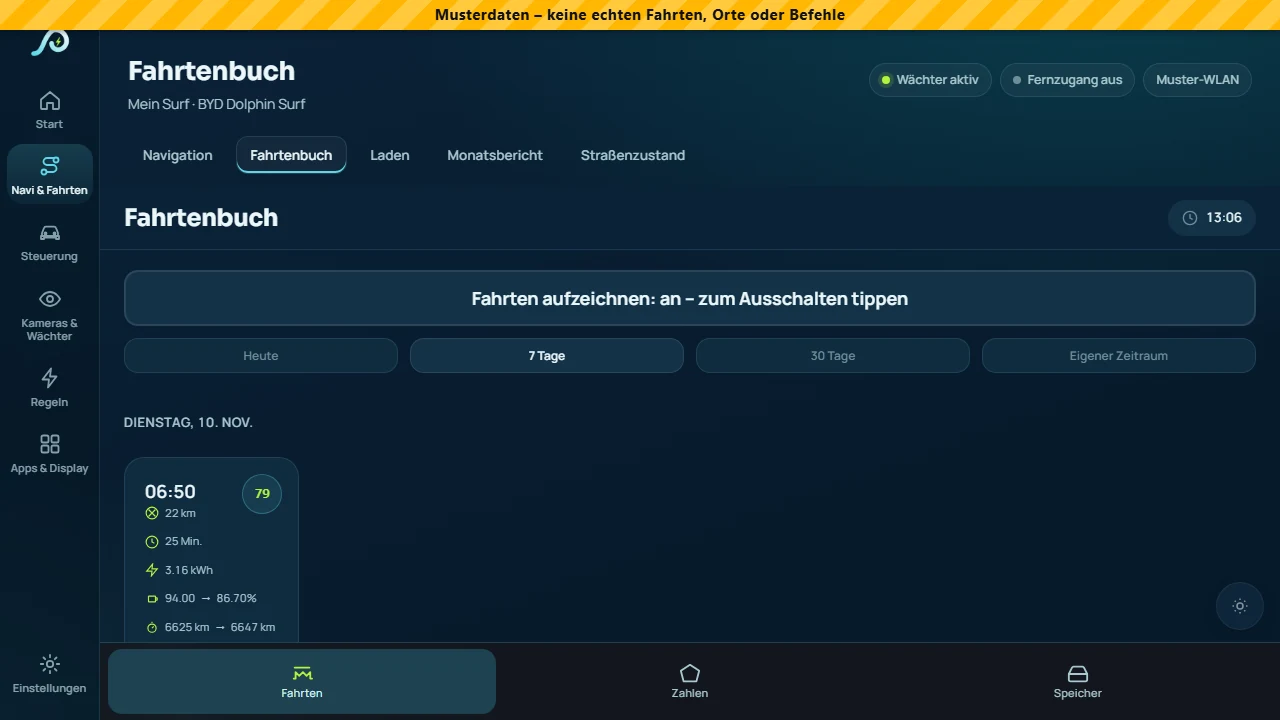 Musterdaten – keine echten Fahrten, Orte oder Befehle
Fahrtenbuch
Mein Surf · BYD Dolphin Surf
Wächter aktiv
Fernzugang aus
Muster-WLAN
Start
Navi & Fahrten
Steuerung
Kameras &
Wächter
Regeln
Apps & Display
Einstellungen
Navigation
Fahrtenbuch
Laden
Monatsbericht
Straßenzustand
Fahrtenbuch
13:06
Fahrten aufzeichnen: an – zum Ausschalten tippen
Heute
7 Tage
30 Tage
Eigener Zeitraum
DIENSTAG, 10. NOV.
06:50
79
22 km
25 Min.
3.16 kWh
94.00 → 86.70%
6625 km → 6647 km
Fahrten
Zahlen
Speicher